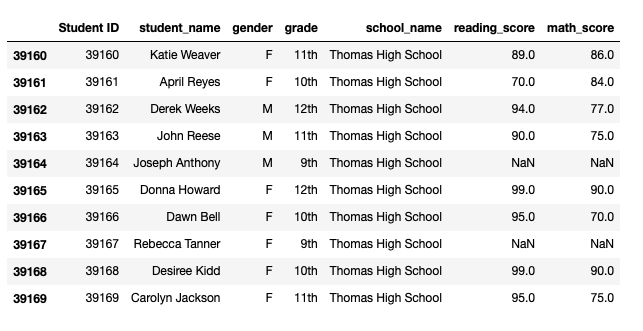 Student ID student_name gender grade school_name reading_score math_score
39160 39160 Katie Weaver F 11th Thomas High School 89.0 86.0
39161 39161 April Reyes F 10th Thomas High School 70.0 84.0
39162 39162 Derek Weeks M 12th Thomas High School 94.0 77.0
39163 39163 John Reese M 11th Thomas High School 90.0 75.0
39164 39164 Joseph Anthony M 9th Thomas High School NaN NaN
39165 39165 Donna Howard F 12th Thomas High School 99.0 90.0
39166 39166 Dawn Bell F 10th Thomas High School 95.0 70.0
39167 39167 Rebecca Tanner F 9th Thomas High School NaN NaN
39168 39168 Desiree Kidd F 10th Thomas High School 99.0 90.0
39169 39169 Carolyn Jackson F 11th Thomas High School 95.0 75.0